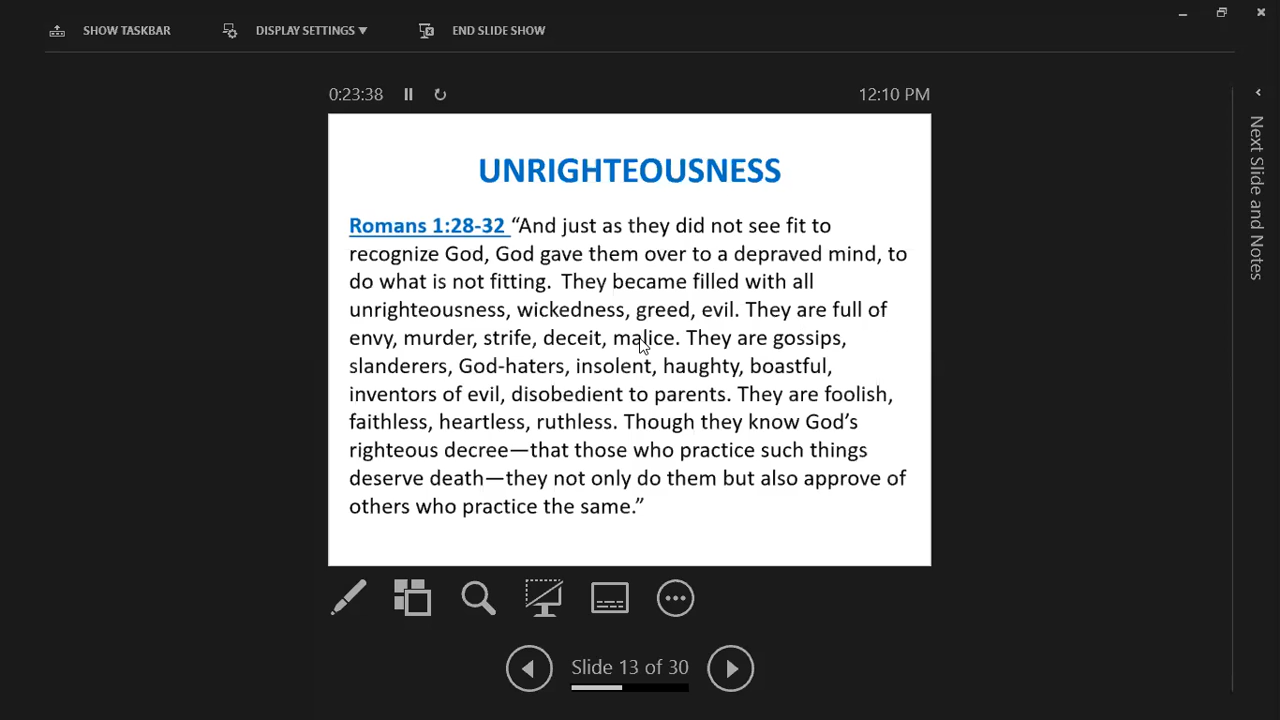 SHOW TASKBAR DISPLAY SETTINGS ▾ END SLIDE SHOW
0:23:38 12:10 PM
UNRIGHTEOUSNESS
Romans 1:28-32 “And just as they did not see fit to
recognize God, God gave them over to a depraved mind, to
do what is not fitting.  They became filled with all
unrighteousness, wickedness, greed, evil. They are full of
envy, murder, strife, deceit, malice. They are gossips,
slanderers, God-haters, insolent, haughty, boastful,
inventors of evil, disobedient to parents. They are foolish,
faithless, heartless, ruthless. Though they know God’s
righteous decree—that those who practice such things
deserve death—they not only do them but also approve of
others who practice the same.”
Slide 13 of 30
Next Slide and Notes